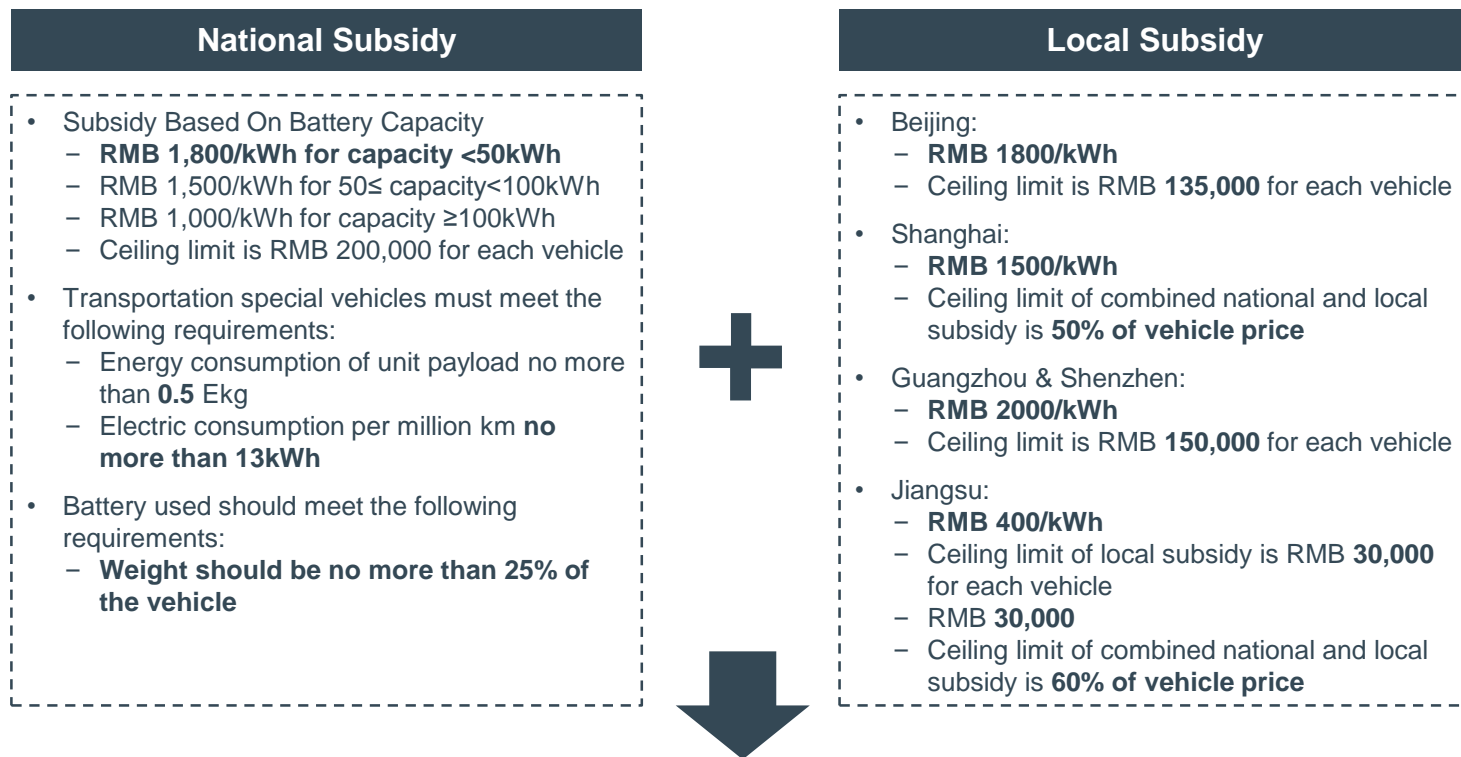 National Subsidy
• Subsidy Based On Battery Capacity
− RMB 1,800/kWh for capacity <50kWh
− RMB 1,500/kWh for 50≤ capacity<100kWh
− RMB 1,000/kWh for capacity ≥100kWh
− Ceiling limit is RMB 200,000 for each vehicle
• Transportation special vehicles must meet the
following requirements:
− Energy consumption of unit payload no more
than 0.5 Ekg
− Electric consumption per million km no
more than 13kWh
• Battery used should meet the following
requirements:
− Weight should be no more than 25% of
the vehicle
Local Subsidy
• Beijing:
− RMB 1800/kWh
− Ceiling limit is RMB 135,000 for each vehicle
• Shanghai:
− RMB 1500/kWh
− Ceiling limit of combined national and local
subsidy is 50% of vehicle price
• Guangzhou & Shenzhen:
− RMB 2000/kWh
− Ceiling limit is RMB 150,000 for each vehicle
• Jiangsu:
− RMB 400/kWh
− Ceiling limit of local subsidy is RMB 30,000
for each vehicle
− RMB 30,000
− Ceiling limit of combined national and local
subsidy is 60% of vehicle price